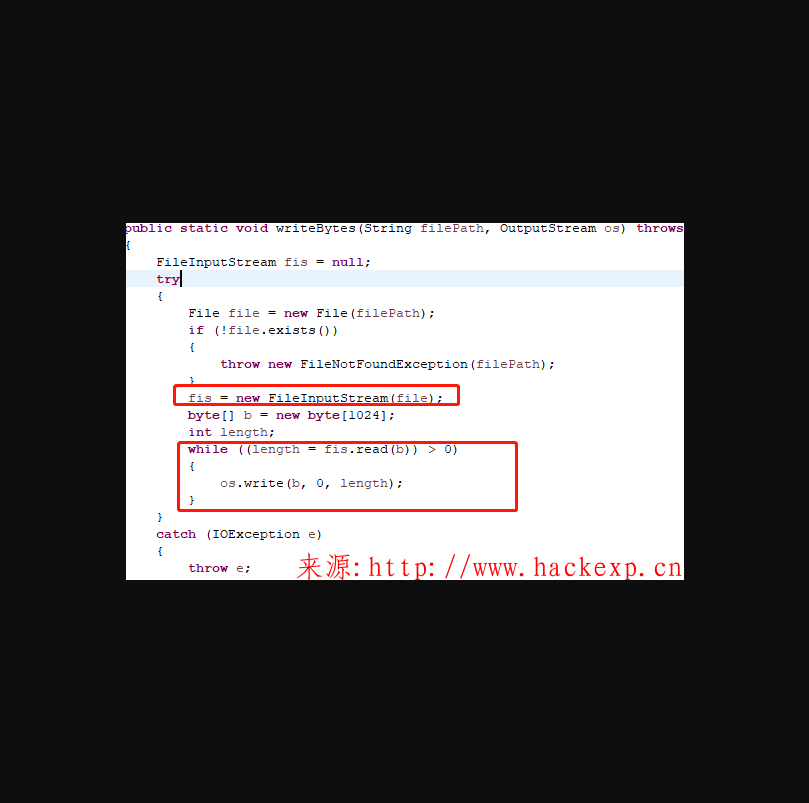 public static void writeBytes(String filePath, OutputStream os) throws
{
FileInputStream fis = null;
try
{
File file = new File(filePath);
if (!file.exists())
{
throw new FileNotFoundException(filePath);
}
fis = new FileInputStream(file);
byte[] b = new byte[1024];
int length;
while ((length = fis.read(b)) > 0)
{
os.write(b, 0, length);
}
}
catch (IOException e)
{
throw e;
来源:http://www.hackexp.cn